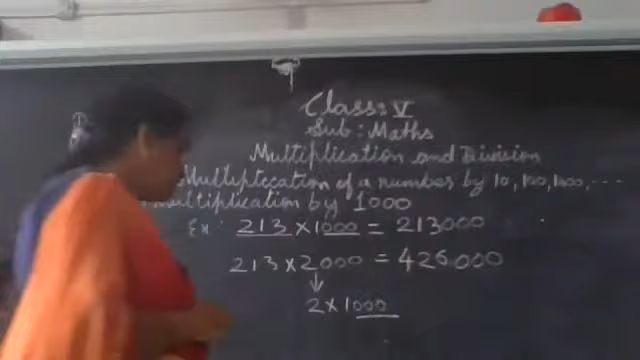 Class: V
Sub: Maths
Multiplication and Division
Multiplication of a number by 10, 100, 1000, ...
Multiplication by 1000
Ex: 213 × 1000 = 213000
213 × 2000 = 426000
↓
2 × 1000